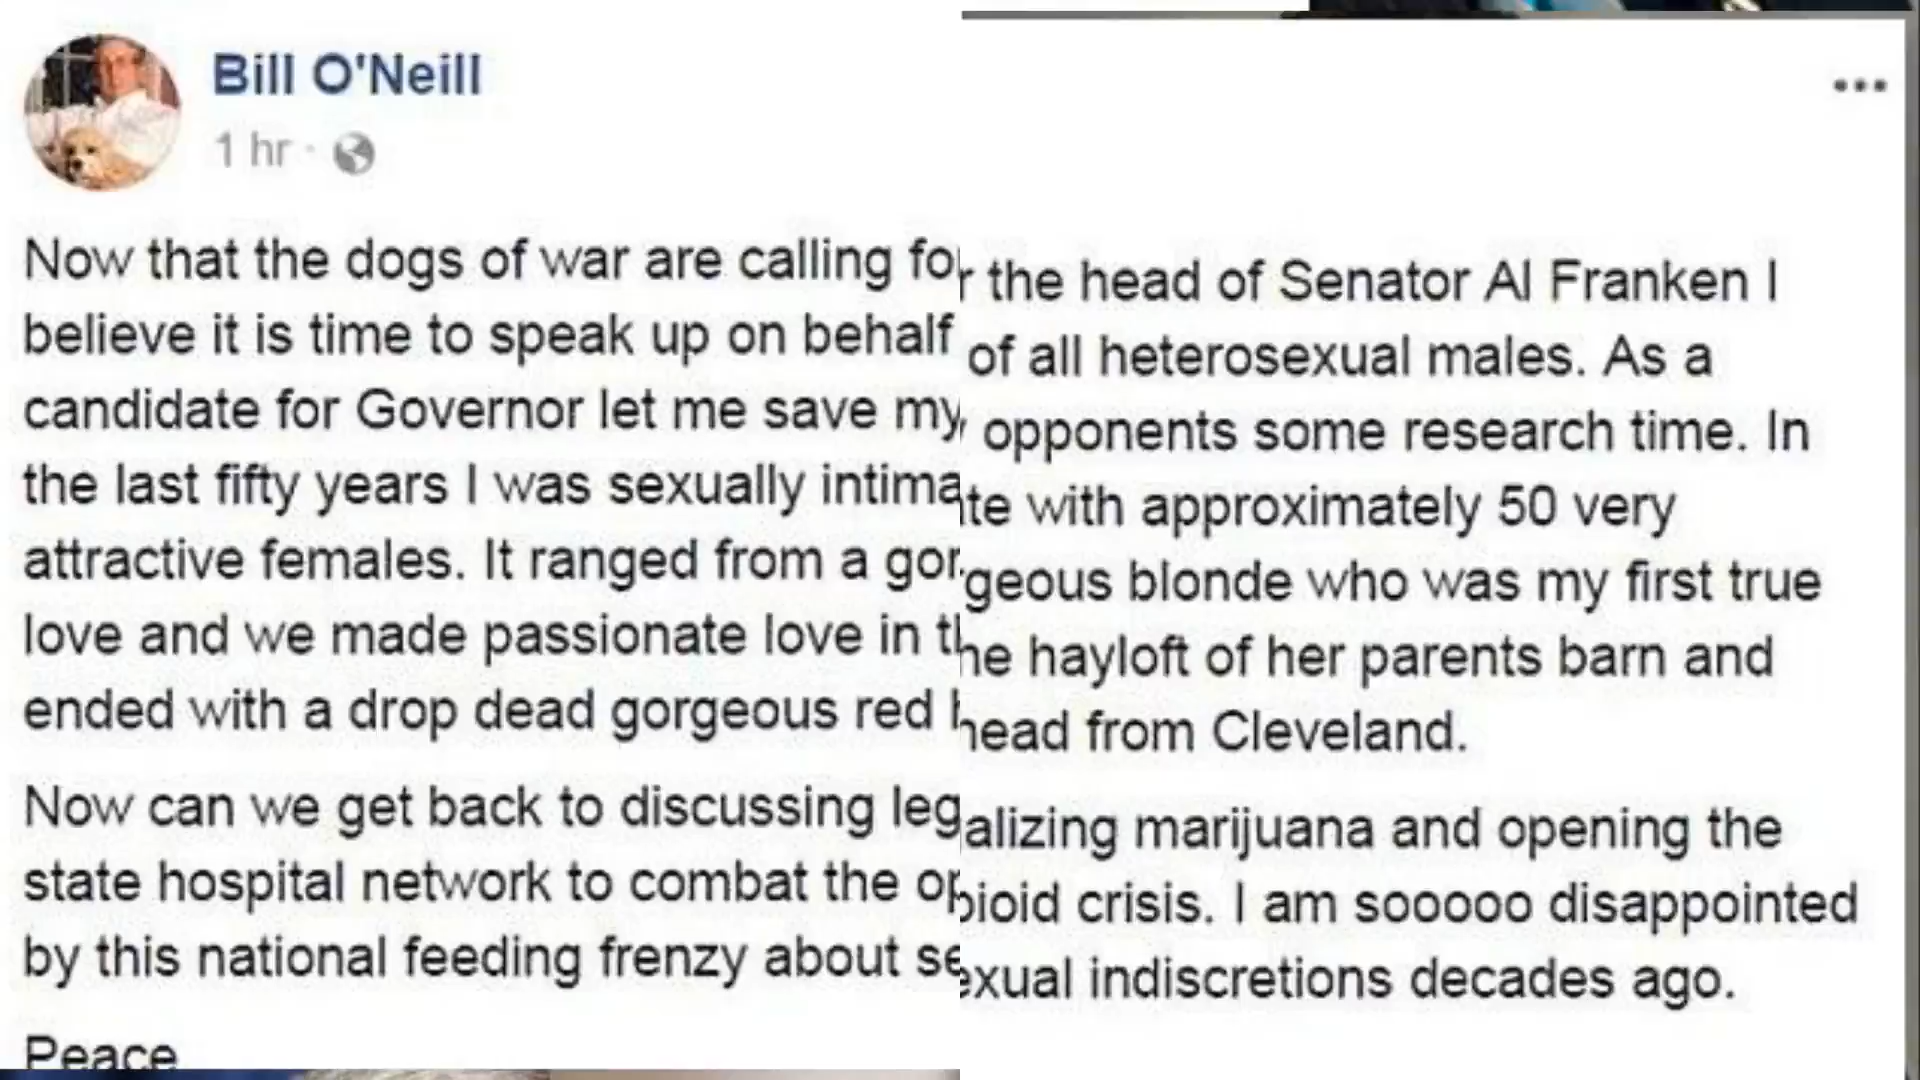 Bill O'Neill
1 hr ·
Now that the dogs of war are calling for the head of Senator Al Franken I
believe it is time to speak up on behalf of all heterosexual males. As a
candidate for Governor let me save my opponents some research time. In
the last fifty years I was sexually intimate with approximately 50 very
attractive females. It ranged from a gorgeous blonde who was my first true
love and we made passionate love in the hayloft of her parents barn and
ended with a drop dead gorgeous red head from Cleveland.
Now can we get back to discussing legalizing marijuana and opening the
state hospital network to combat the opioid crisis. I am sooooo disappointed
by this national feeding frenzy about sexual indiscretions decades ago.
Peace